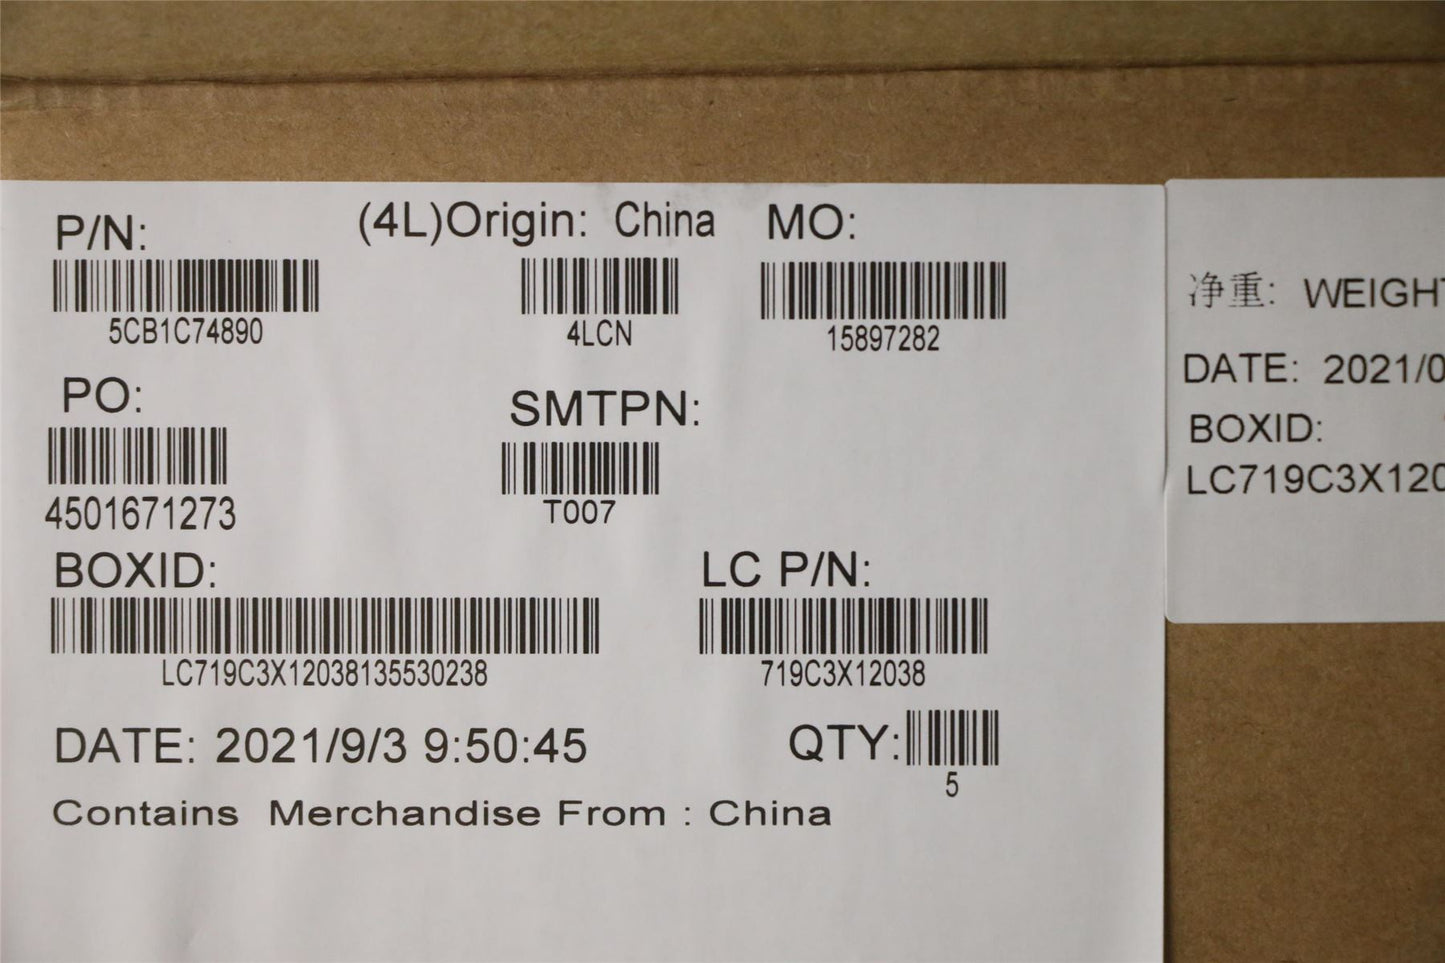 P/N: (4L)Origin: China MO:
5CB1C74890 4LCN 15897282
PO: SMTPN:
4501671273 T007
BOXID: LC P/N:
LC719C3X12038135530238 719C3X12038
DATE: 2021/9/3 9:50:45 QTY:
5
Contains Merchandise From : China
净重: WEIGHT
DATE: 2021/0
BOXID:
LC719C3X120